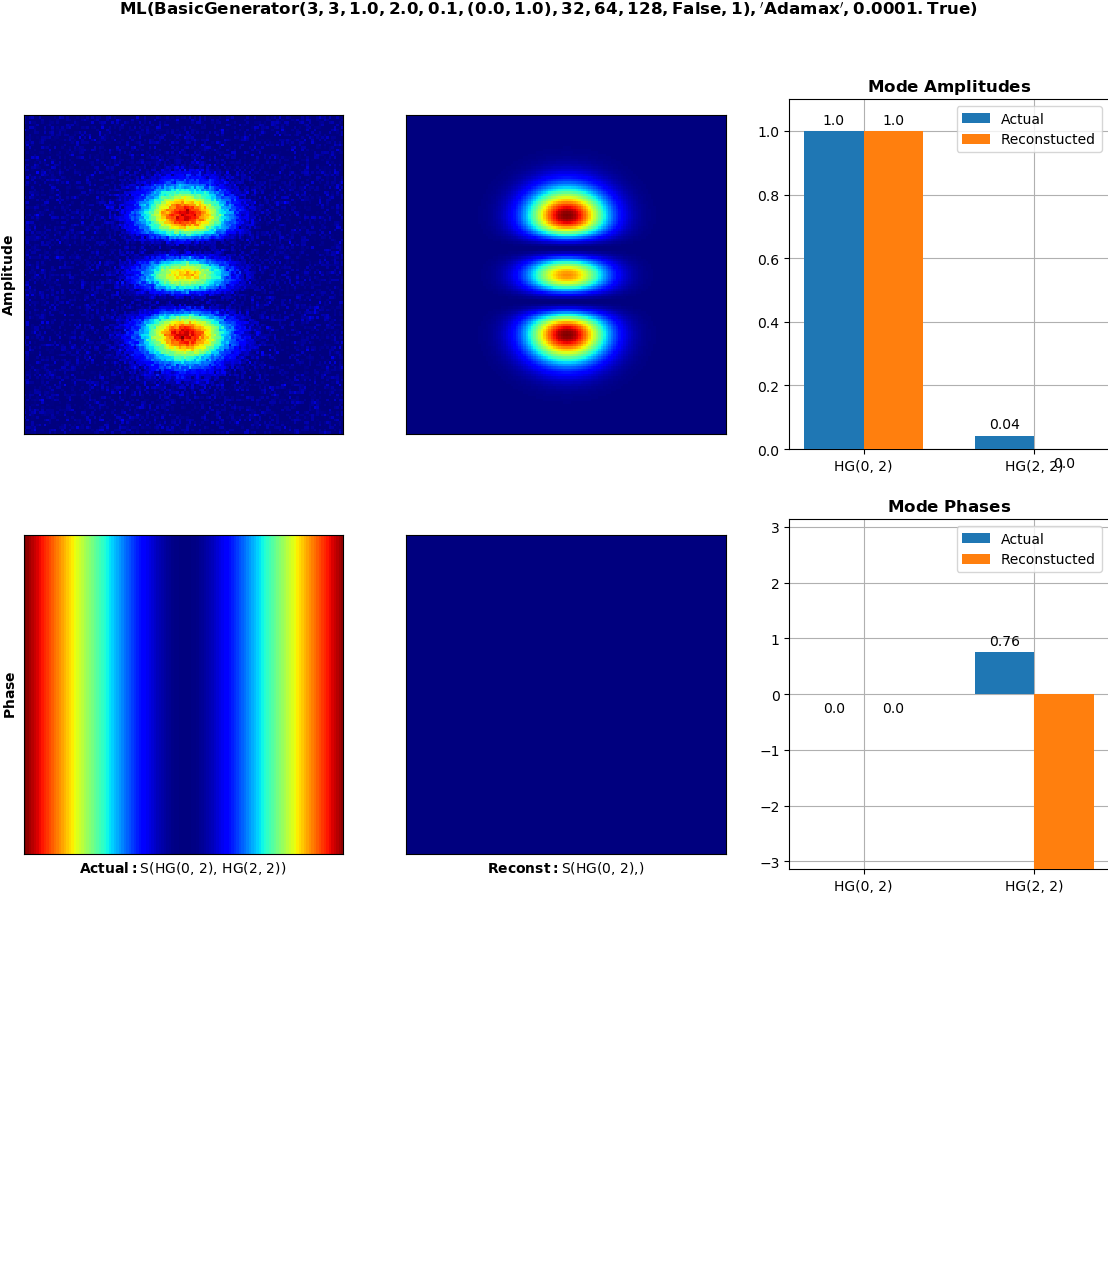 ML(BasicGenerator(3, 3, 1.0, 2.0, 0.1, (0.0, 1.0), 32, 64, 128, False, 1), 'Adamax', 0.0001. True)
Amplitude
Mode Amplitudes
1.0
0.8
0.6
0.4
0.2
0.0
1.0
1.0
Actual
Reconstucted
0.04
0.0
HG(0, 2)
HG(2, 2)
Phase
Actual: S(HG(0, 2), HG(2, 2))
Reconst: S(HG(0, 2),)
Mode Phases
3
2
1
0
−1
−2
−3
Actual
Reconstucted
0.76
0.0
0.0
HG(0, 2)
HG(2, 2)